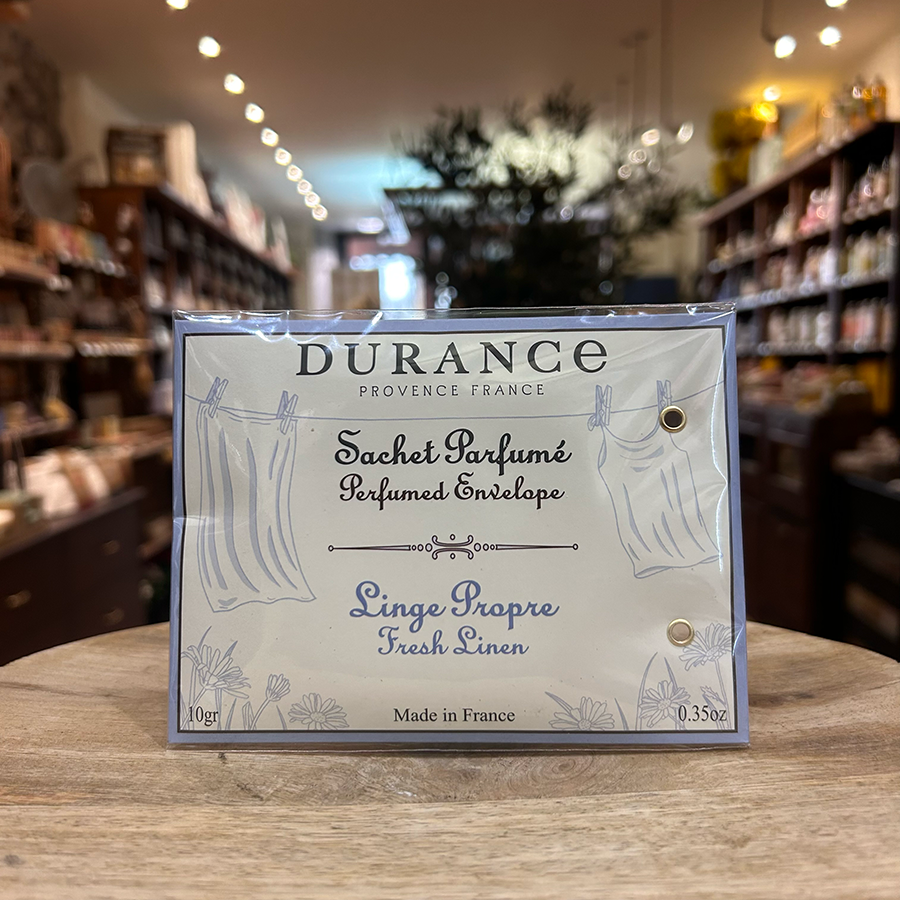 DURANCe
PROVENCE FRANCE
Sachet Parfumé
Perfumed Envelope
Linge Propre
Fresh Linen
10gr Made in France 0.35oz